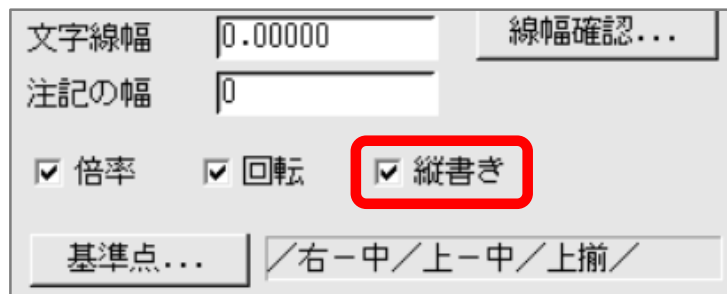 文字線幅 0.00000 線幅確認...
注記の幅 0
倍率 回転 縦書き
基準点... /右-中/上-中/上揃/